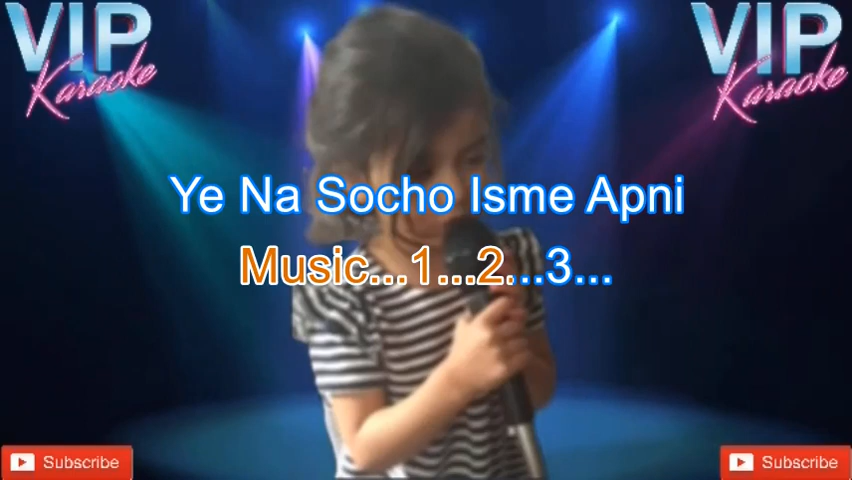 VIP
Karaoke
VIP
Karaoke
Ye Na Socho Isme Apni
Music...1...2...3...
Subscribe
Subscribe